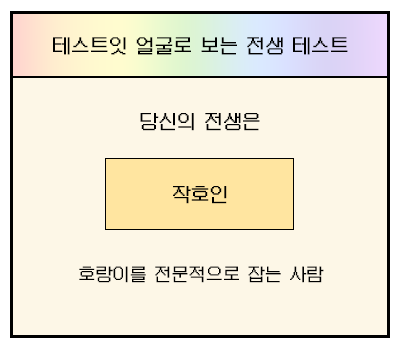 테스트잇 얼굴로 보는 전생 테스트
당신의 전생은
작호인
호랑이를 전문적으로 잡는 사람